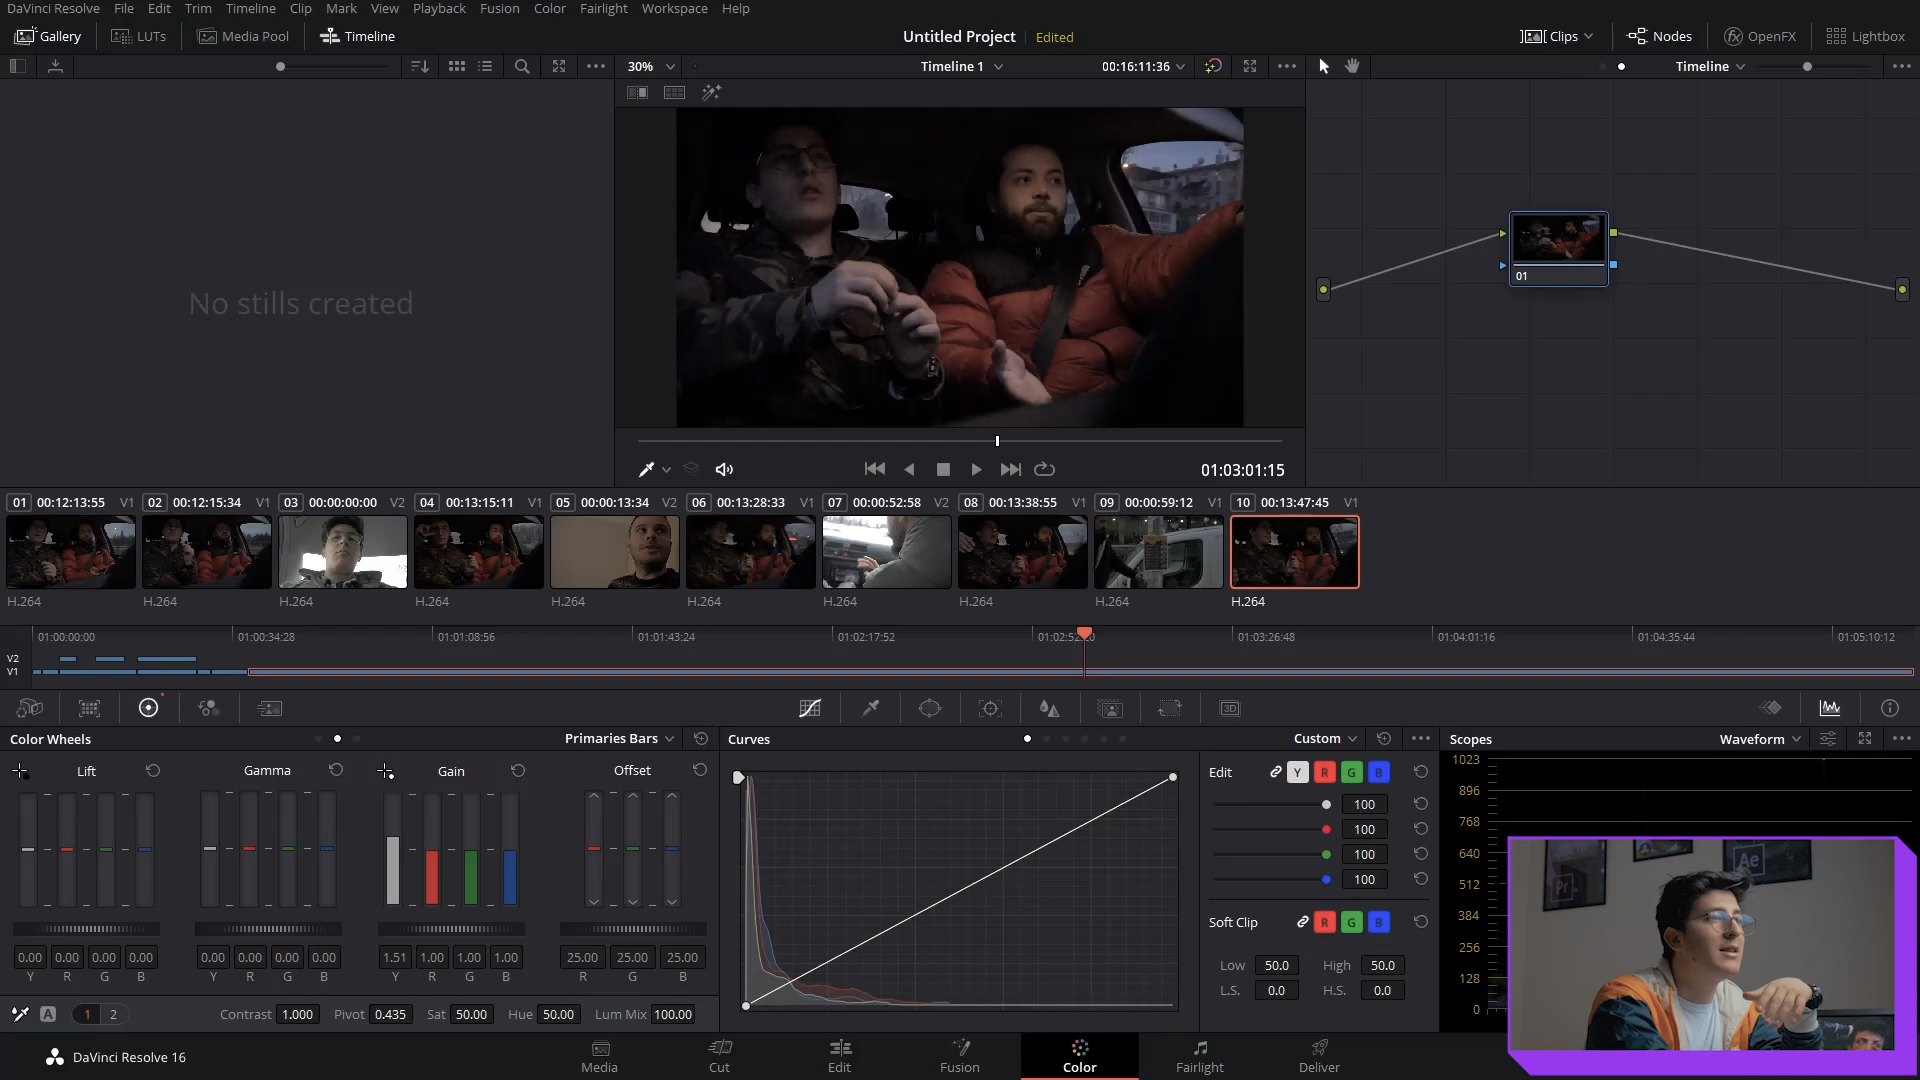 DaVinci Resolve File Edit Trim Timeline Clip Mark View Playback Fusion Color Fairlight Workspace Help
Gallery LUTs Media Pool Timeline Untitled Project Edited Clips Nodes OpenFX Lightbox
30% Timeline 1 00:16:11:36 Timeline
No stills created
01
01:03:01:15
01 00:12:13:55 V1 02 00:12:15:34 V1 03 00:00:00:00 V2 04 00:13:15:11 V1 05 00:00:13:34 V2 06 00:13:28:33 V1 07 00:00:52:58 V2 08 00:13:38:55 V1 09 00:00:59:12 V1 10 00:13:47:45 V1
H.264 H.264 H.264 H.264 H.264 H.264 H.264 H.264 H.264 H.264
01:00:00:00 01:00:34:28 01:01:08:56 01:01:43:24 01:02:17:52 01:02:52:20 01:03:26:48 01:04:01:16 01:04:35:44 01:05:10:12
V2
V1
3D
Color Wheels Primaries Bars Curves Custom Scopes Waveform
Lift Gamma Gain Offset Edit Y R G B
1023
896
100
768
100
640
100
512
100
384
Soft Clip R G B
256
0.00 0.00 0.00 0.00 0.00 0.00 0.00 0.00 1.51 1.00 1.00 1.00 25.00 25.00 25.00
Y R G B Y R G B Y R G B R G B
Low 50.0 High 50.0
128
L.S. 0.0 H.S. 0.0
0
A 1 2 Contrast 1.000 Pivot 0.435 Sat 50.00 Hue 50.00 Lum Mix 100.00
Pr
Ae
DaVinci Resolve 16 Media Cut Edit Fusion Color Fairlight Deliver